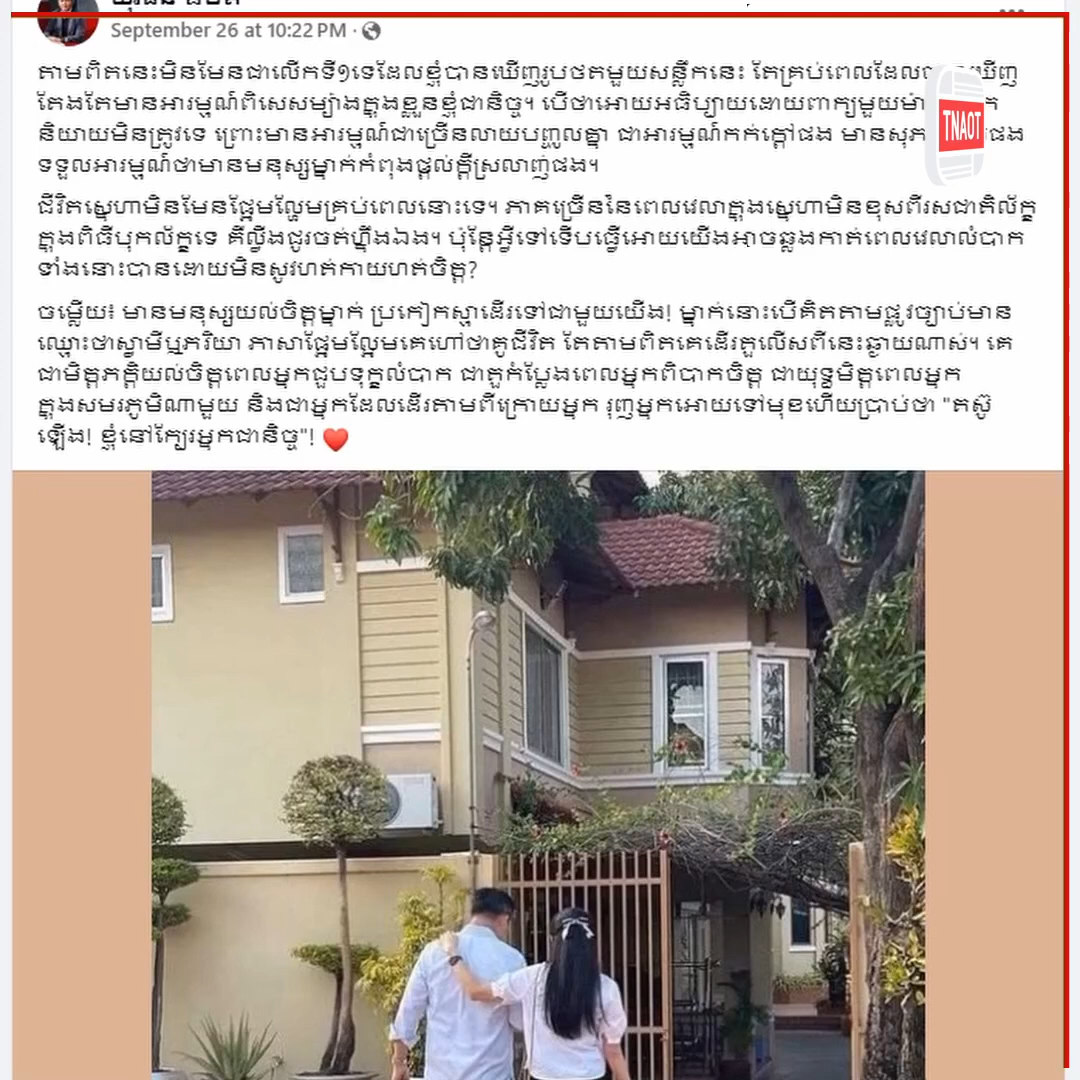 September 26 at 10:22 PM ·
តាមពិតនេះមិនមែនជាលើកទី១ទេដែលខ្ញុំបានឃើញរូបថតមួយសន្លឹកនេះ តែគ្រប់ពេលដែល ឃើញ
តែងតែមានអារម្មណ៍ពិសេសម្យ៉ាងក្នុងខ្លួនខ្ញុំជានិច្ច។ បើថាអោយអធិប្បាយដោយពាក្យមួយម៉ា
និយាយមិនត្រូវទេ ព្រោះមានអារម្មណ៍ជាច្រើនលាយបញ្ចូលគ្នា ជាអារម្មណ៍កក់ក្ដៅផង មាន ផង
ទទួលអារម្មណ៍ថាមានមនុស្សម្នាក់កំពុងផ្ដល់ក្ដីស្រលាញ់ផង។
ជីវិតស្នេហាមិនមែនផ្អែមល្ហែមគ្រប់ពេលនោះទេ។ ភាគច្រើននៃពេលវេលាក្នុងស្នេហាមិនខុសពីរសជាតិល័ក្ខ
ក្នុងពិធីបុកល័ក្ខទេ គឺល្វីងជូរចត់ហ្នឹងឯង។ ប៉ុន្តែអ្វីទៅទើបធ្វើអោយយើងអាចឆ្លងកាត់ពេលវេលាលំបាក
ទាំងនោះបានដោយមិនសូវហត់កាយហត់ចិត្ត?
ចម្លើយ៖ មានមនុស្សយល់ចិត្តម្នាក់ ប្រកៀកស្មាដើរទៅជាមួយយើង! ម្នាក់នោះបើគិតតាមផ្លូវច្បាប់មាន
ឈ្មោះថាស្វាមីឬភរិយា ភាសាផ្អែមល្ហែមគេហៅថាគូជីវិត តែតាមពិតគេដើរតួលើសពីនេះឆ្ងាយណាស់។ គេ
ជាមិត្តភក្ដិយល់ចិត្តពេលអ្នកជួបទុក្ខលំបាក ជាតួកំប្លែងពេលអ្នកពិបាកចិត្ត ជាយុទ្ធមិត្តពេលអ្នក
ក្នុងសមរភូមិណាមួយ និងជាអ្នកដែលដើរតាមពីក្រោយអ្នក រុញអ្នកអោយទៅមុខហើយប្រាប់ថា "តស៊ូ
ឡើង! ខ្ញុំនៅក្បែរអ្នកជានិច្ច"! ❤️
TNAOT